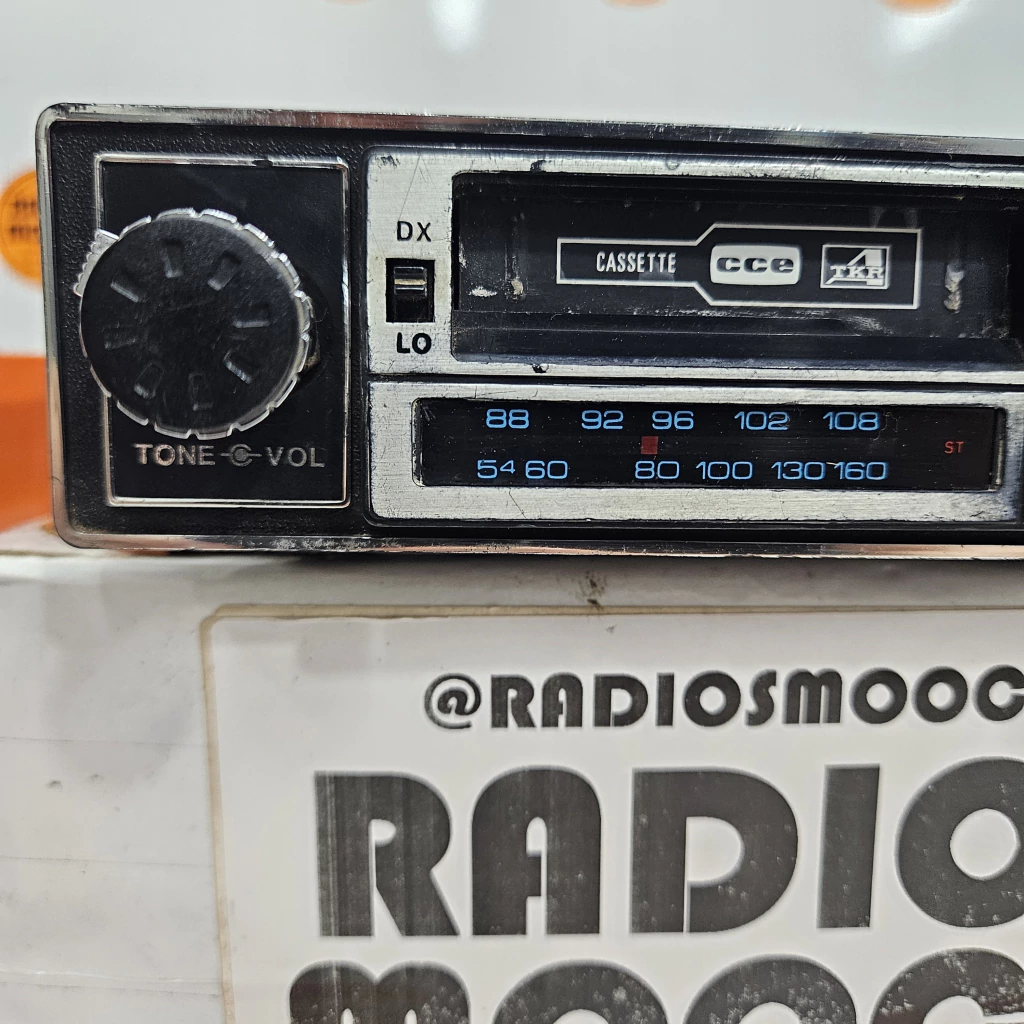 DX
LO
CASSETTE cce 4 TKR
88 92 96 102 108
ST
54 60 80 100 130 160
TONE VOL
@RADIOSMOOC
RADIO
MOOC